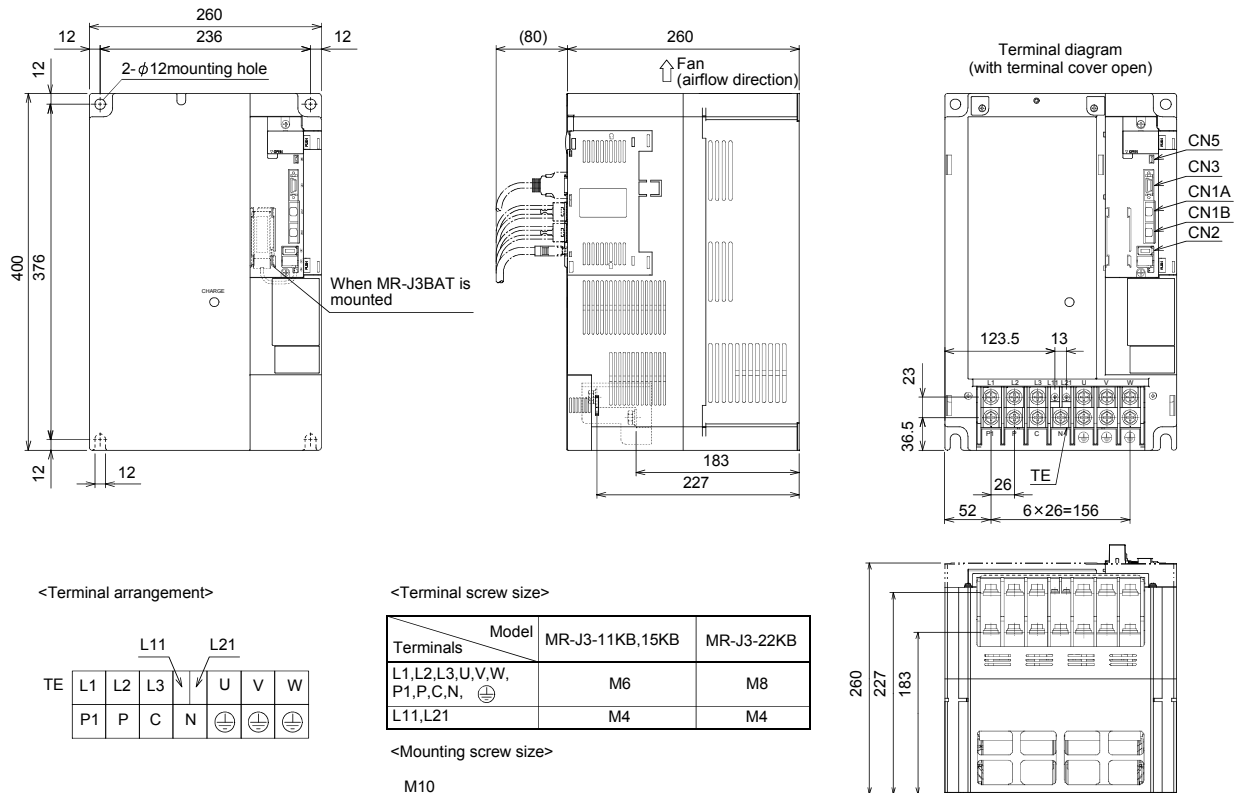 260
12
236
12
12
2-φ12mounting hole
400
376
CHARGE
When MR-J3BAT is
mounted
12
12
(80)
260
Fan
(airflow direction)
183
227
Terminal diagram
(with terminal cover open)
CN5
CN3
CN1A
CN1B
CN2
123.5
13
23
36.5
L1 L2 L3 L11 L21 U V W
P1 P C N
TE
26
52
6×26=156
260
227
183
<Terminal arrangement>
L11 L21
TE L1 L2 L3 U V W
P1 P C N
<Terminal screw size>
Model
Terminals
MR-J3-11KB,15KB
MR-J3-22KB
L1,L2,L3,U,V,W,
P1,P,C,N,
M6
M8
L11,L21
M4
M4
<Mounting screw size>
M10